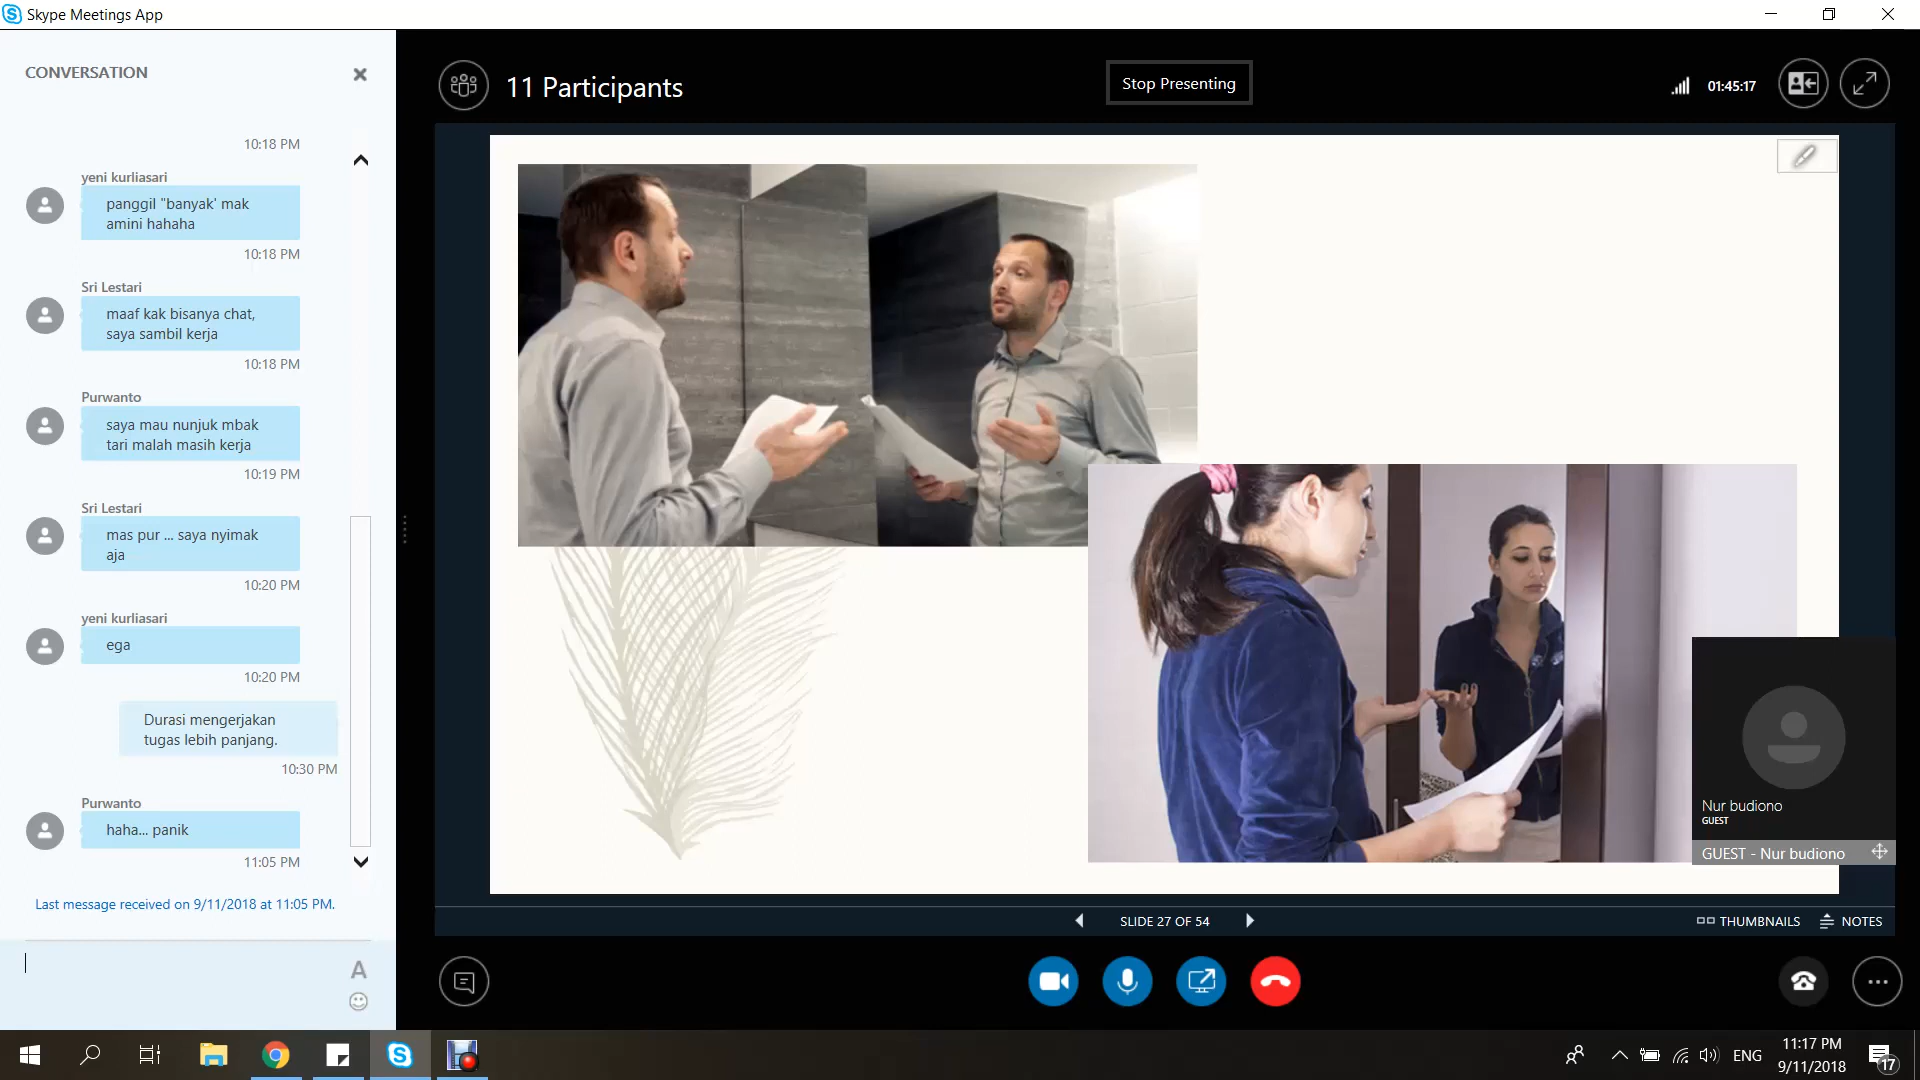 Skype Meetings App
CONVERSATION
10:18 PM
yeni kurliasari
panggil "banyak' mak
amini hahaha
10:18 PM
Sri Lestari
maaf kak bisanya chat,
saya sambil kerja
10:18 PM
Purwanto
saya mau nunjuk mbak
tari malah masih kerja
10:19 PM
Sri Lestari
mas pur ... saya nyimak
aja
10:20 PM
yeni kurliasari
ega
10:20 PM
Durasi mengerjakan
tugas lebih panjang.
10:30 PM
Purwanto
haha... panik
11:05 PM
Last message received on 9/11/2018 at 11:05 PM.
A
11 Participants
Stop Presenting
01:45:17
Nur budiono
GUEST
GUEST - Nur budiono
SLIDE 27 OF 54
THUMBNAILS
NOTES
ENG
11:17 PM
9/11/2018
17